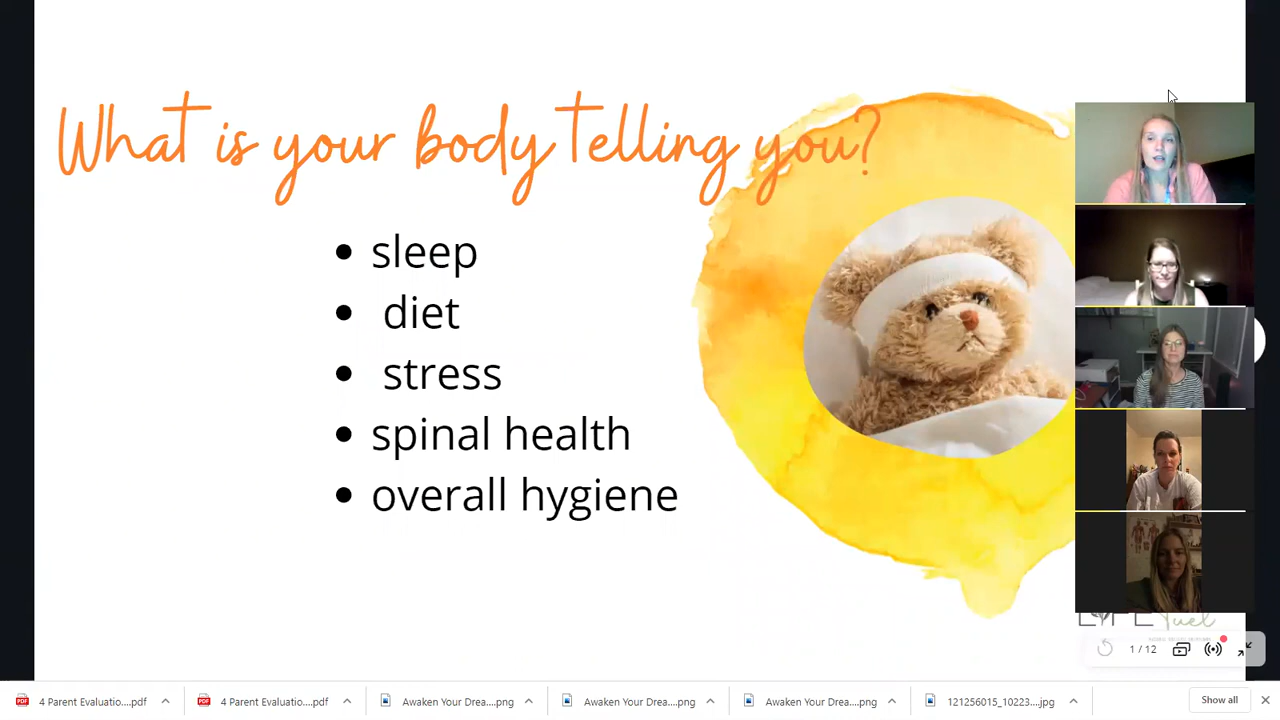 What is your body telling you?
• sleep
• diet
• stress
• spinal health
• overall hygiene
LIFE fuel
1 / 12
4 Parent Evaluatio....pdf
4 Parent Evaluatio....pdf
Awaken Your Drea....png
Awaken Your Drea....png
Awaken Your Drea....png
121256015_10223....jpg
Show all